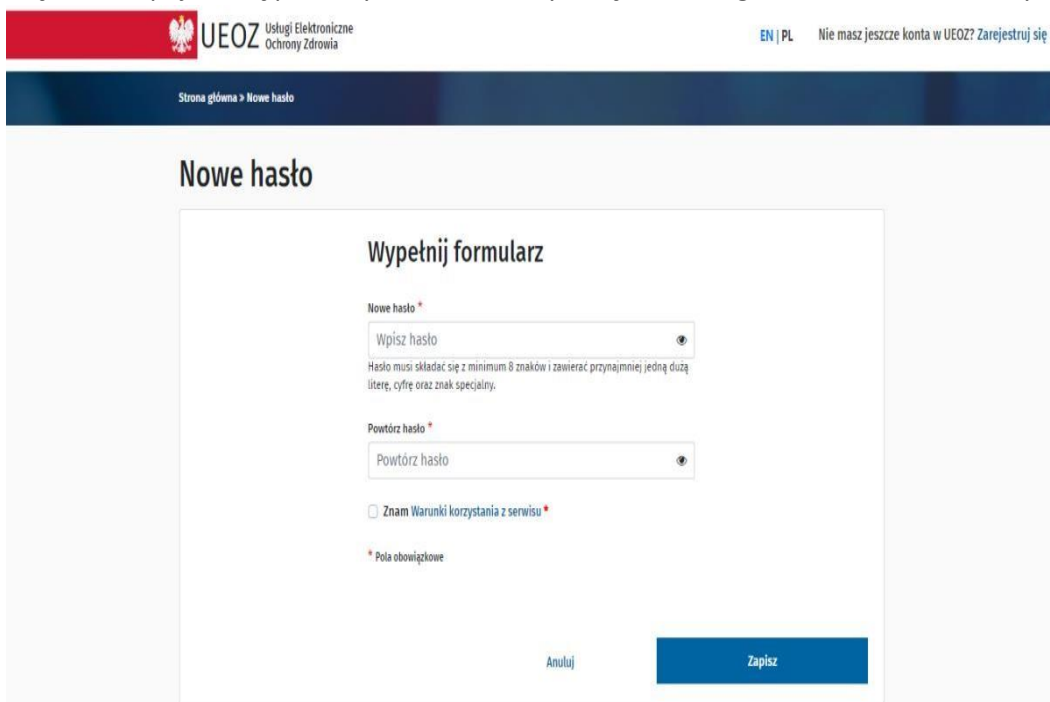 UEOZ Usługi Elektroniczne
Ochrony Zdrowia
EN | PL Nie masz jeszcze konta w UEOZ? Zarejestruj się
Strona główna > Nowe hasło
Nowe hasło
Wypełnij formularz
Nowe hasło *
Wpisz hasło
Hasło musi składać się z minimum 8 znaków i zawierać przynajmniej jedną dużą
literę, cyfrę oraz znak specjalny.
Powtórz hasło *
Powtórz hasło
Znam Warunki korzystania z serwisu *
* Pola obowiązkowe
Anuluj
Zapisz